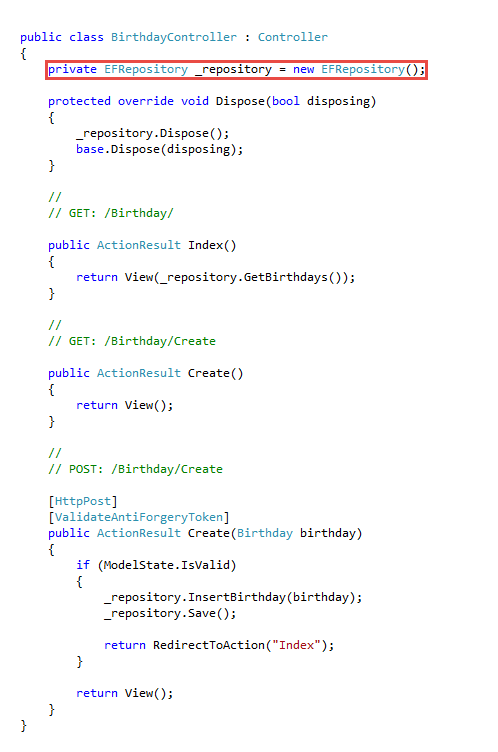 public class BirthdayController : Controller
{
    private EFRepository _repository = new EFRepository();

    protected override void Dispose(bool disposing)
    {
        _repository.Dispose();
        base.Dispose(disposing);
    }

    //
    // GET: /Birthday/

    public ActionResult Index()
    {
        return View(_repository.GetBirthdays());
    }

    //
    // GET: /Birthday/Create

    public ActionResult Create()
    {
        return View();
    }

    //
    // POST: /Birthday/Create

    [HttpPost]
    [ValidateAntiForgeryToken]
    public ActionResult Create(Birthday birthday)
    {
        if (ModelState.IsValid)
        {
            _repository.InsertBirthday(birthday);
            _repository.Save();

            return RedirectToAction("Index");
        }

        return View();
    }
}